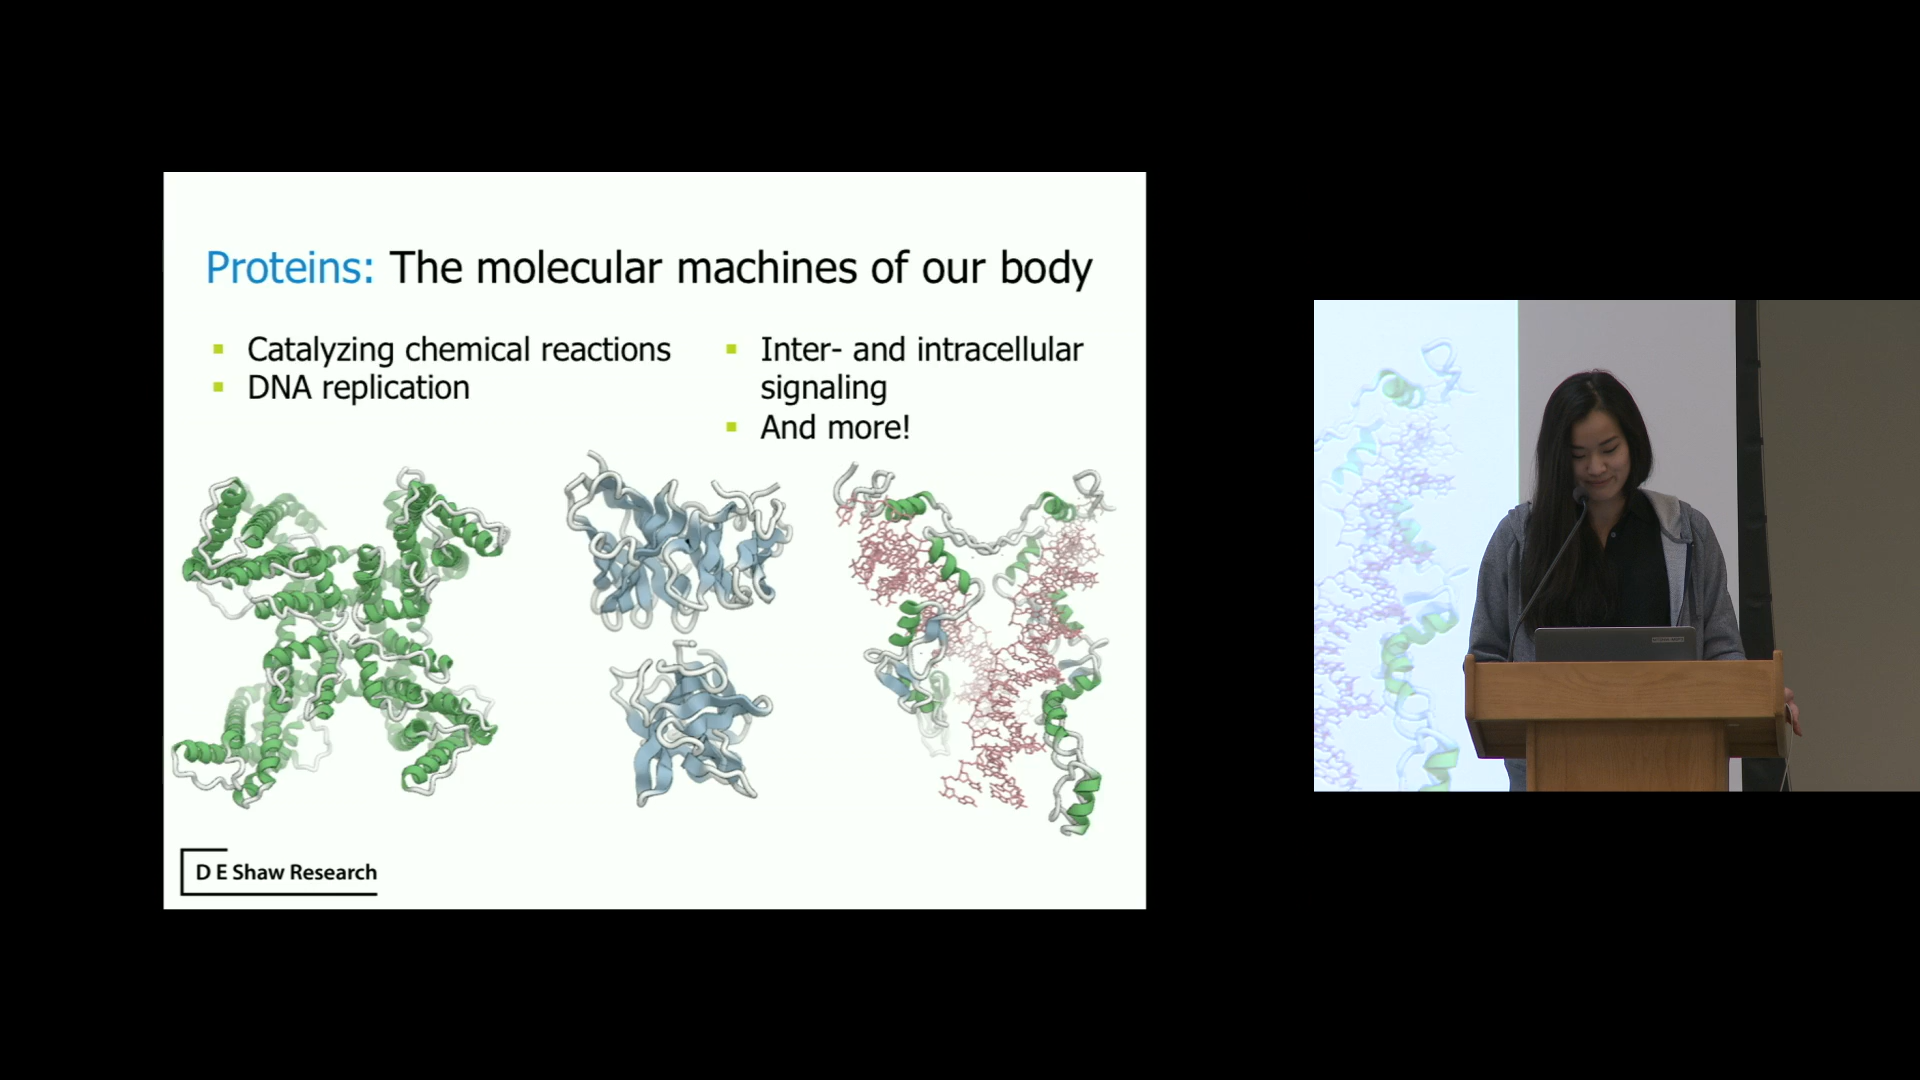 Proteins: The molecular machines of our body
Catalyzing chemical reactions
DNA replication
Inter- and intracellular
signaling
And more!
D E Shaw Research